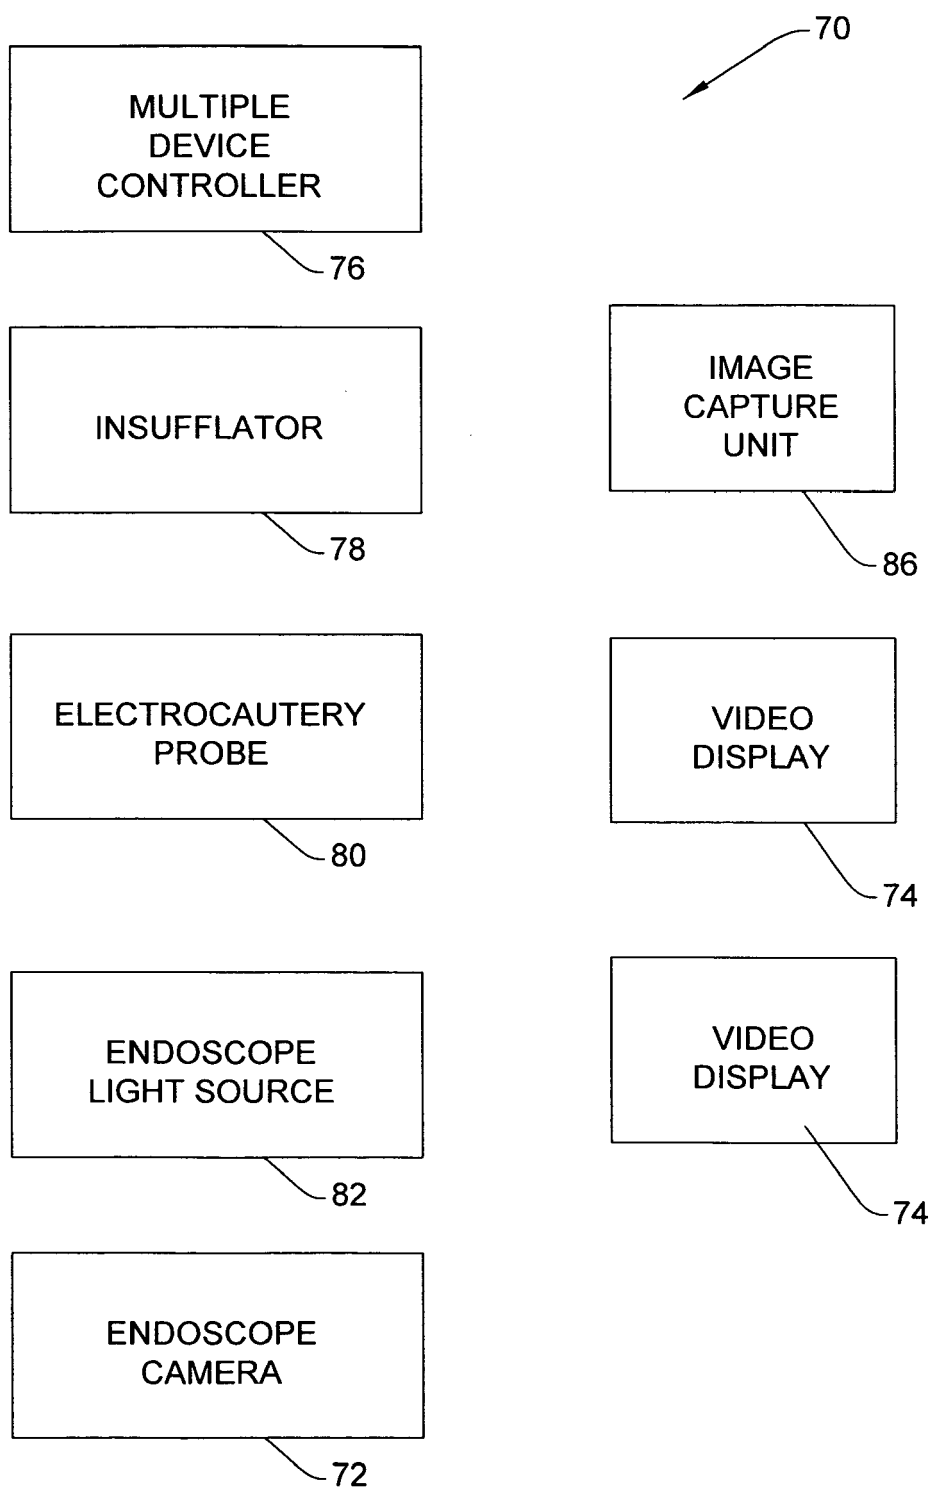 70
MULTIPLE
DEVICE
CONTROLLER
76
INSUFFLATOR
78
IMAGE
CAPTURE
UNIT
86
ELECTROCAUTERY
PROBE
80
VIDEO
DISPLAY
74
ENDOSCOPE
LIGHT SOURCE
82
VIDEO
DISPLAY
74
ENDOSCOPE
CAMERA
72